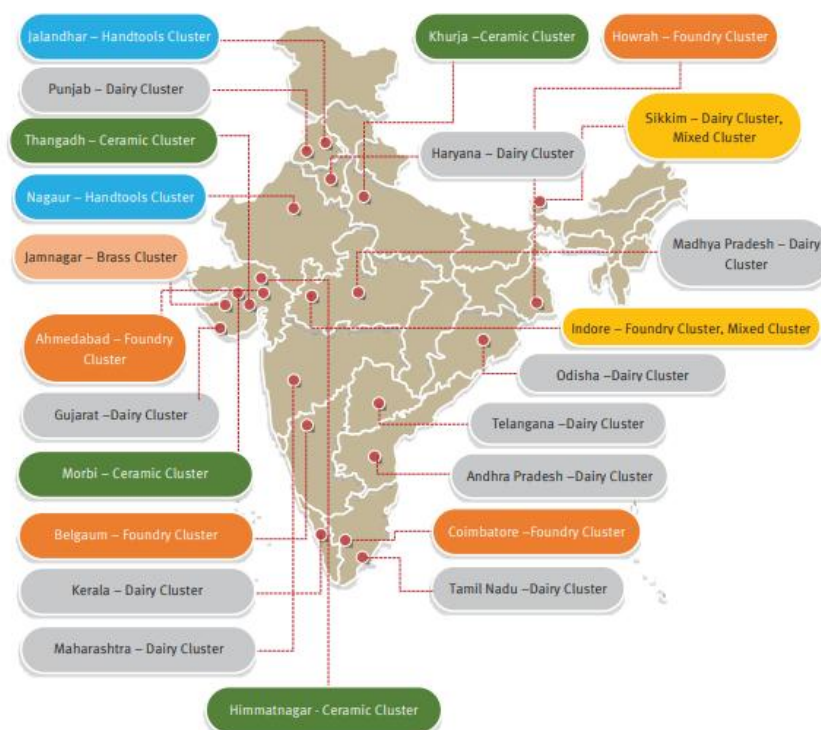 Jalandhar – Handtools Cluster
Punjab – Dairy Cluster
Thangadh – Ceramic Cluster
Nagaur – Handtools Cluster
Jamnagar – Brass Cluster
Ahmedabad – Foundry
Cluster
Gujarat –Dairy Cluster
Morbi – Ceramic Cluster
Belgaum – Foundry Cluster
Kerala – Dairy Cluster
Maharashtra – Dairy Cluster
Himmatnagar - Ceramic Cluster
Khurja –Ceramic Cluster
Haryana – Dairy Cluster
Howrah – Foundry Cluster
Sikkim – Dairy Cluster,
Mixed Cluster
Madhya Pradesh – Dairy
Cluster
Indore – Foundry Cluster, Mixed Cluster
Odisha –Dairy Cluster
Telangana –Dairy Cluster
Andhra Pradesh –Dairy Cluster
Coimbatore –Foundry Cluster
Tamil Nadu –Dairy Cluster